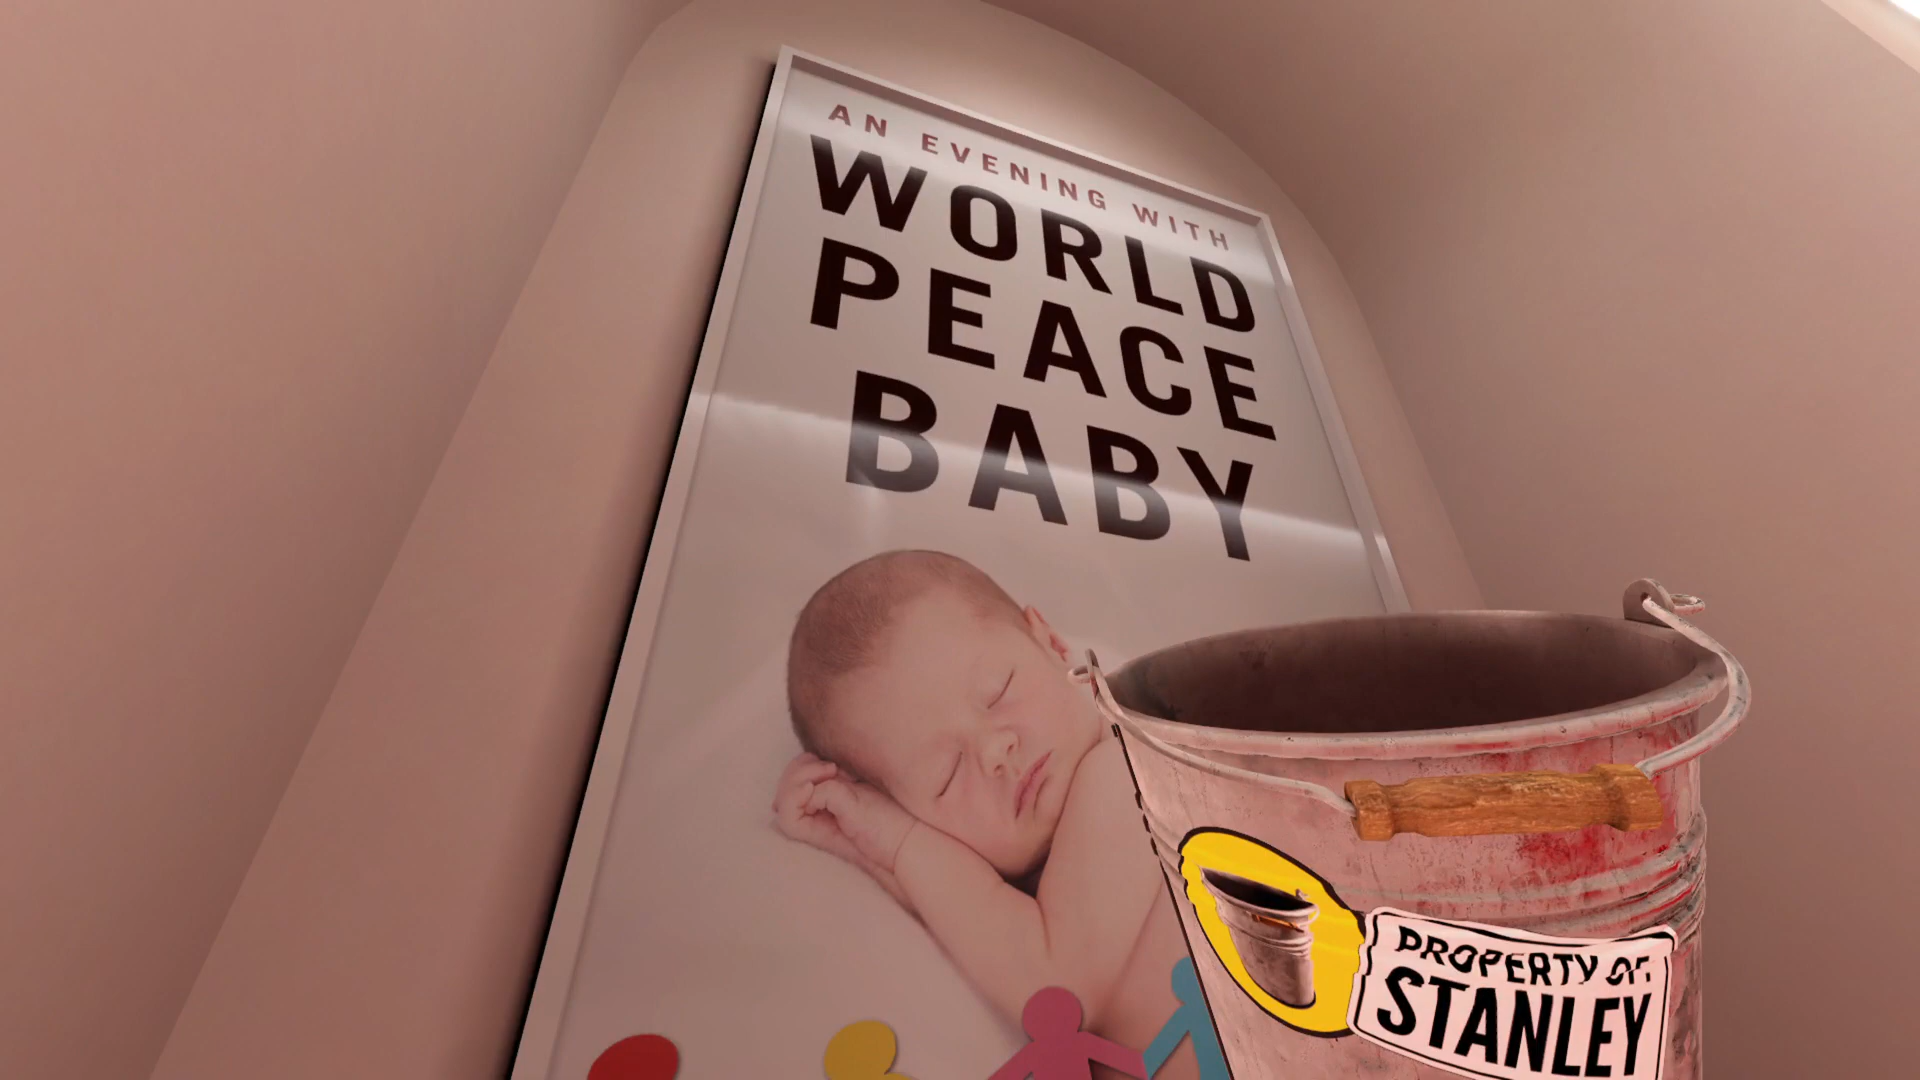 AN EVENING WITH
WORLD
PEACE
BABY
PROPERTY OF:
STANLEY